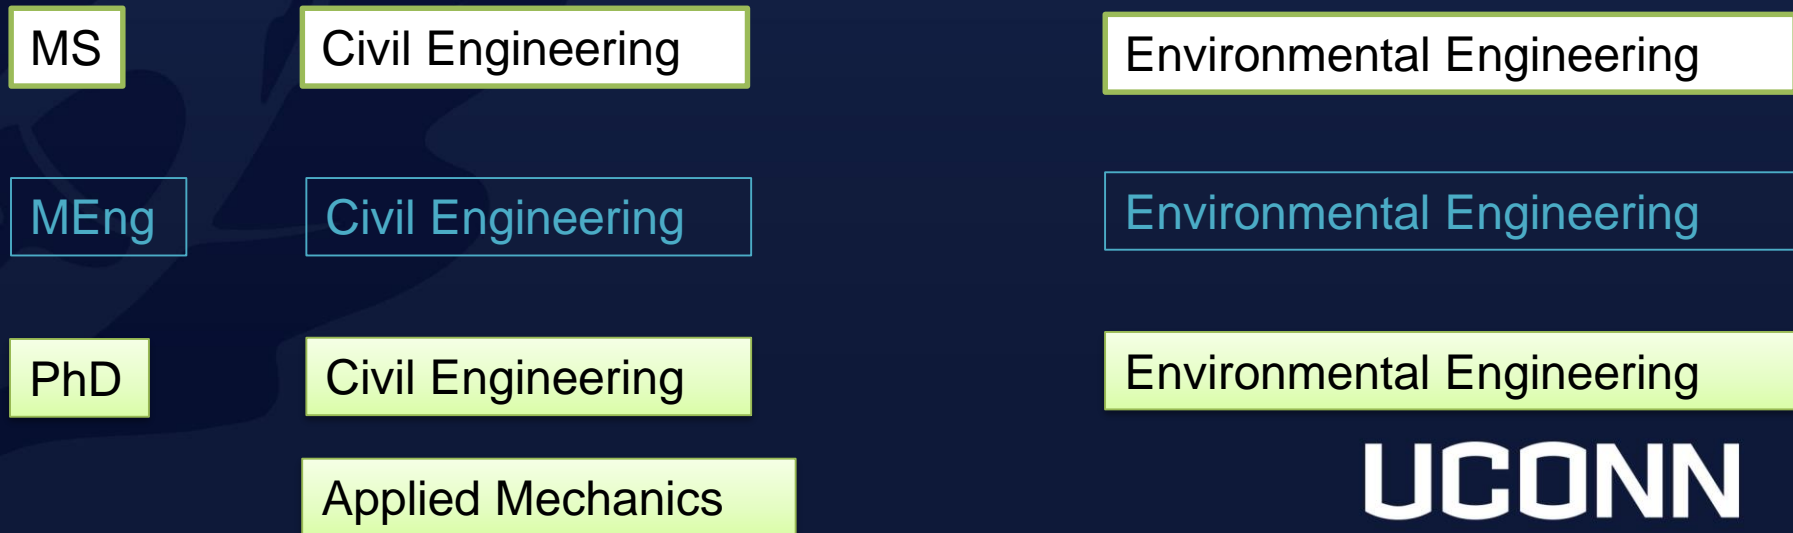 MS
Civil Engineering
Environmental Engineering
MEng
Civil Engineering
Environmental Engineering
PhD
Civil Engineering
Environmental Engineering
Applied Mechanics
UCONN